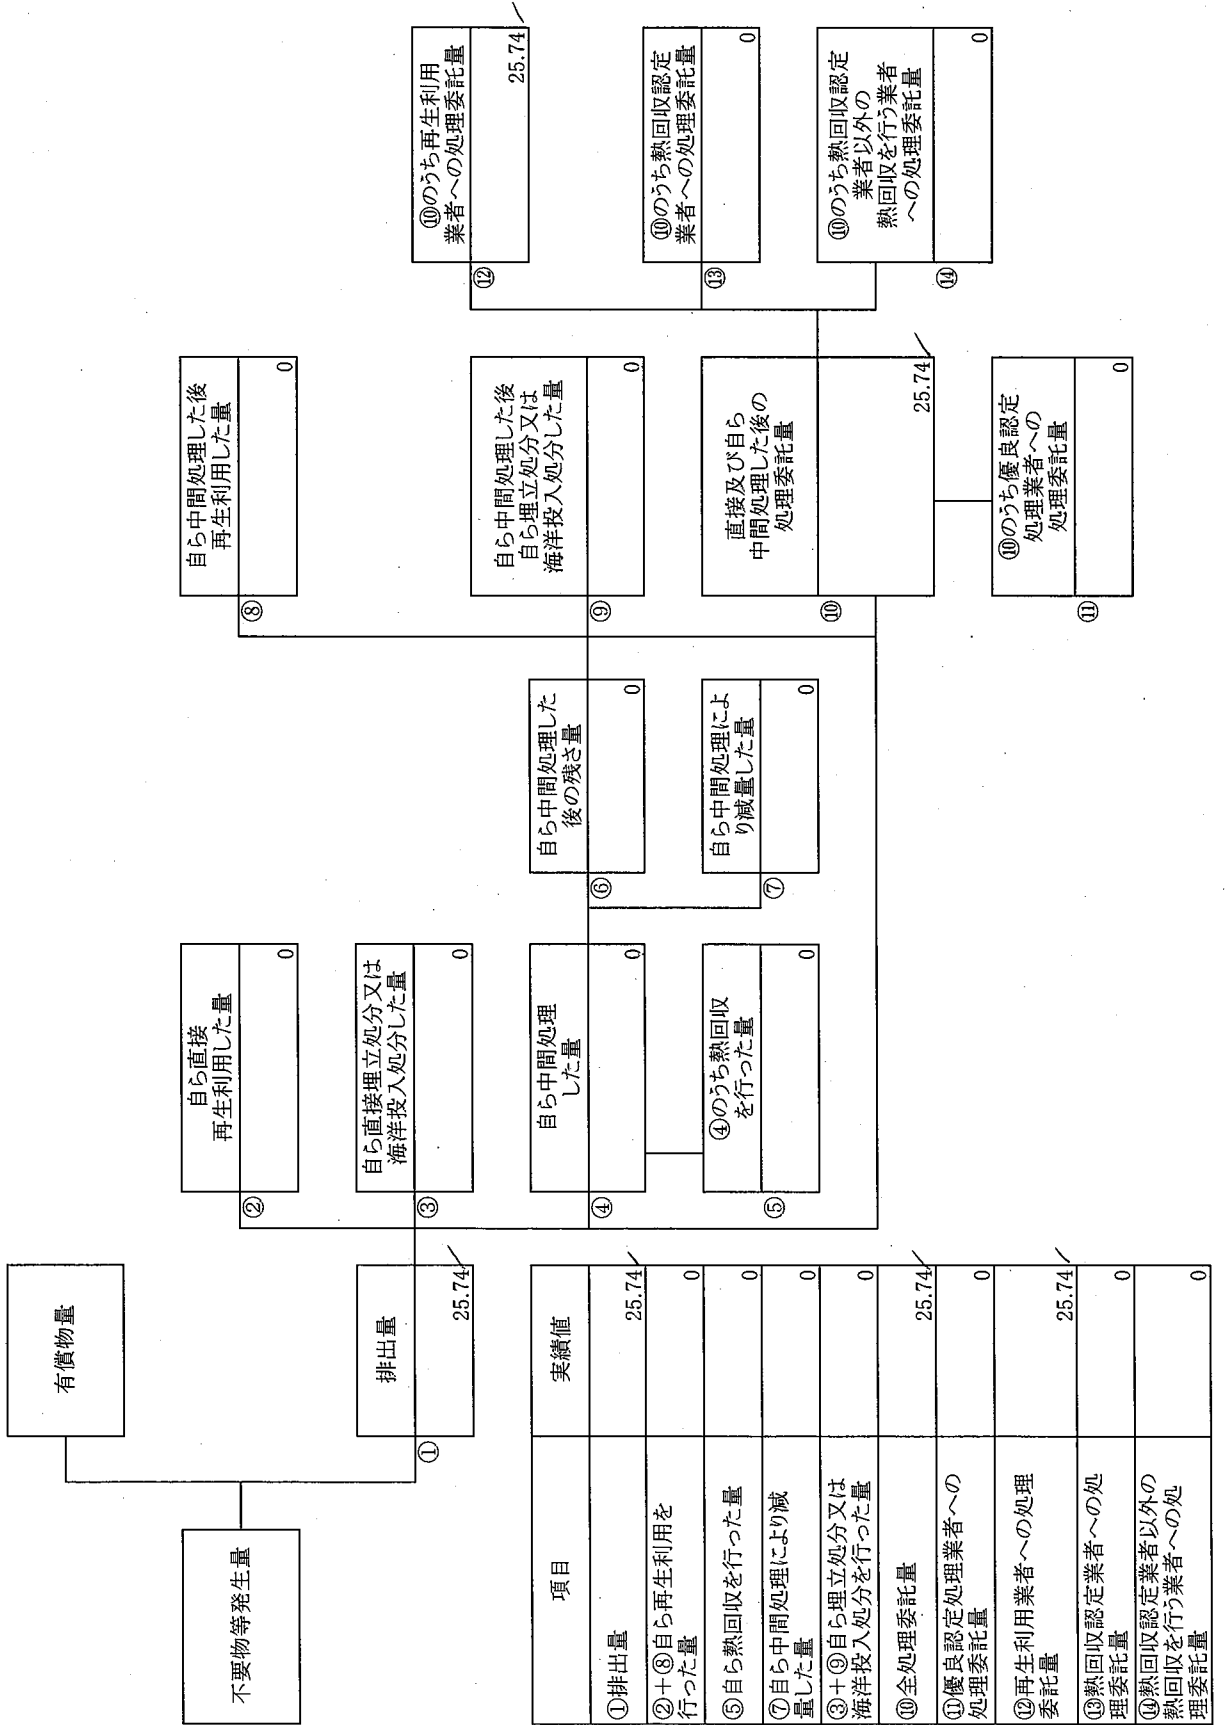 有償物量
不要物等発生量
排出量
①
25.74
自ら直接
再生利用した量
②
0
自ら直接埋立処分又は
海洋投入処分した量
③
0
自ら中間処理
した量
④
0
④のうち熱回収
を行った量
⑤
0
自ら中間処理した
後の残さ量
⑥
0
自ら中間処理によ
り減量した量
⑦
0
自ら中間処理した後
再生利用した量
⑧
0
自ら中間処理した後
自ら埋立処分又は
海洋投入処分した量
⑨
0
直接及び自ら
中間処理した後の
処理委託量
⑩
25.74
⑩のうち優良認定
処理業者への
処理委託量
⑪
0
⑩のうち再生利用
業者への処理委託量
⑫
25.74
⑩のうち熱回収認定
業者への処理委託量
⑬
0
⑩のうち熱回収認定
業者以外の
熱回収を行う業者
への処理委託量
⑭
0
項目 実績値
①排出量 25.74
②+⑧自ら再生利用を
行った量 0
⑤自ら熱回収を行った量 0
⑦自ら中間処理により減
量した量 0
③+⑨自ら埋立処分又は
海洋投入処分を行った量 0
⑩全処理委託量 25.74
⑪優良認定処理業者への
処理委託量 0
⑫再生利用業者への処理
委託量 25.74
⑬熱回収認定業者への処
理委託量 0
⑭熱回収認定業者以外の
熱回収を行う業者への処
理委託量 0